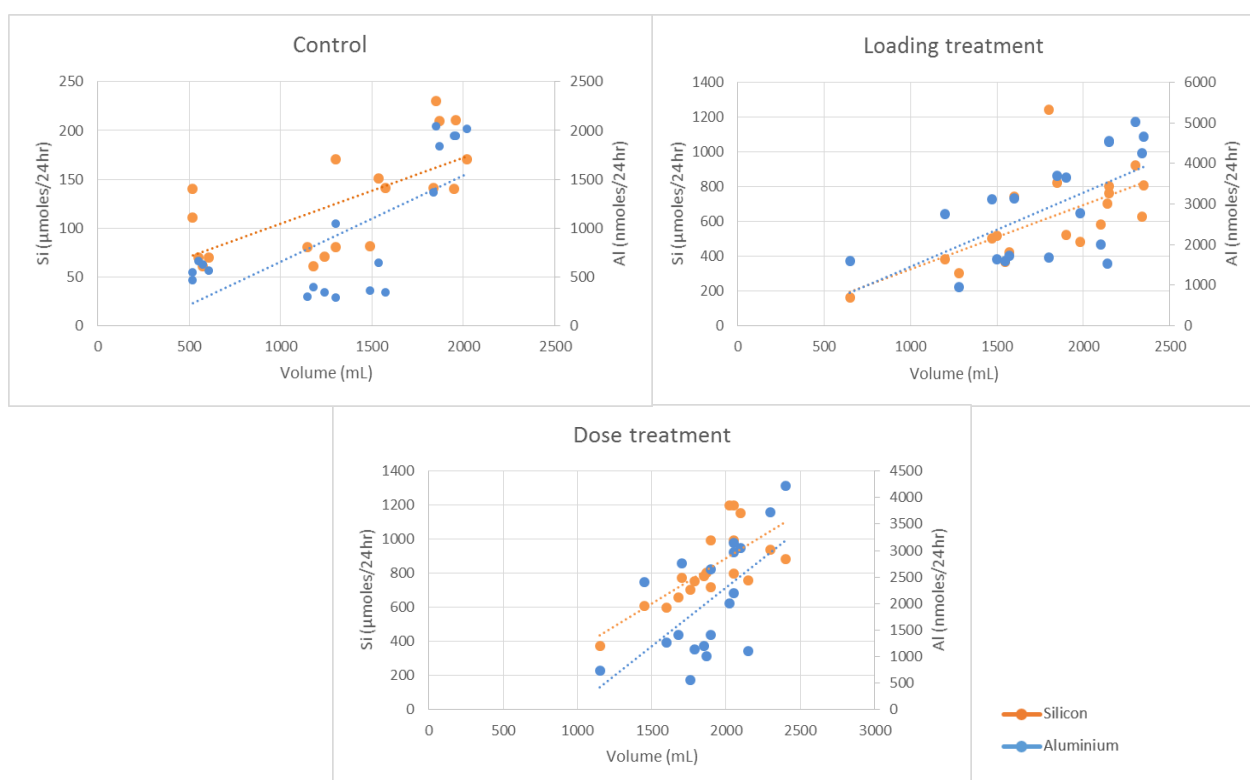 Control
Si (µmoles/24hr)
250
200
150
100
50
0
2500
2000
1500
1000
500
0
Al (nmoles/24hr)
0 500 1000 1500 2000 2500
Volume (mL)
Loading treatment
Si (µmoles/24hr)
1400
1200
1000
800
600
400
200
0
6000
5000
4000
3000
2000
1000
0
Al (nmoles/24hr)
0 500 1000 1500 2000 2500
Volume (mL)
Dose treatment
Si (µmoles/24hr)
1400
1200
1000
800
600
400
200
0
4500
4000
3500
3000
2500
2000
1500
1000
500
0
Al (nmoles/24hr)
0 500 1000 1500 2000 2500 3000
Volume (mL)
Silicon
Aluminium